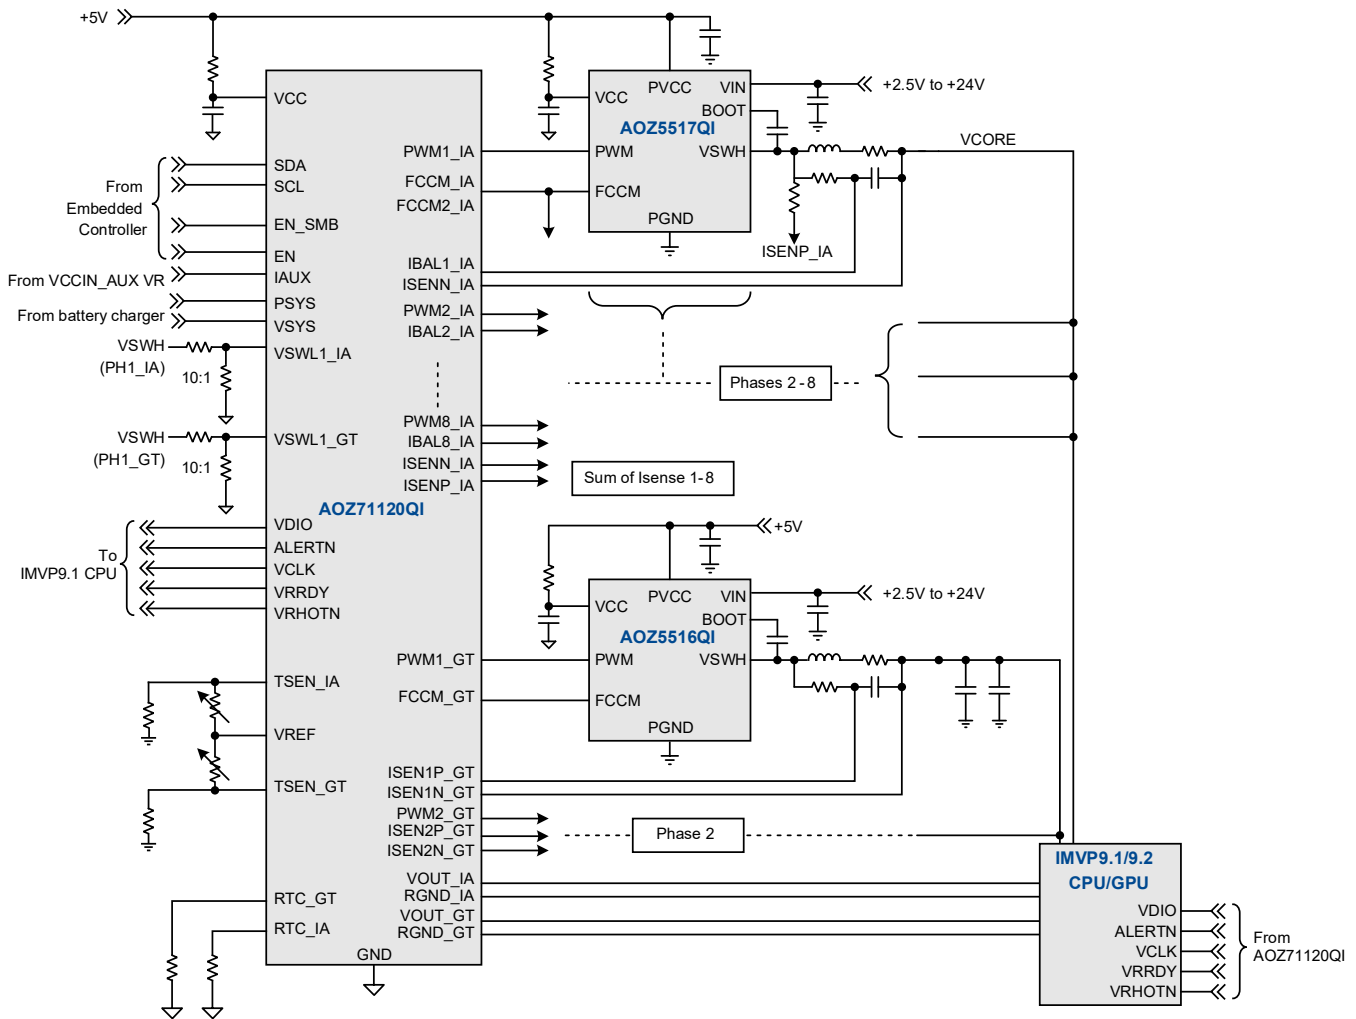 +5V
VCC
PVCC
VIN
+2.5V to +24V
VCC
BOOT
AOZ5517QI
PWM1_IA
PWM
VSWH
VCORE
SDA
SCL
FCCM_IA
FCCM2_IA
FCCM
From
Embedded
Controller
EN_SMB
PGND
EN
ISENP_IA
IBAL1_IA
From VCCIN_AUX VR
IAUX
ISENN_IA
PSYS
From battery charger
VSYS
PWM2_IA
IBAL2_IA
VSWH
(PH1_IA)
VSWL1_IA
10:1
Phases 2-8
PWM8_IA
VSWH
(PH1_GT)
VSWL1_GT
IBAL8_IA
10:1
ISENN_IA
ISENP_IA
Sum of Isense 1-8
AOZ71120QI
To
IMVP9.1 CPU
VDIO
ALERTN
VCLK
VRRDY
VRHOTN
+5V
PVCC
VIN
+2.5V to +24V
VCC
BOOT
AOZ5516QI
PWM1_GT
PWM
VSWH
TSEN_IA
FCCM_GT
FCCM
VREF
PGND
TSEN_GT
ISEN1P_GT
ISEN1N_GT
PWM2_GT
ISEN2P_GT
ISEN2N_GT
Phase 2
VOUT_IA
RGND_IA
VOUT_GT
RGND_GT
RTC_GT
RTC_IA
GND
IMVP9.1/9.2
CPU/GPU
VDIO
ALERTN
VCLK
VRRDY
VRHOTN
From
AOZ71120QI